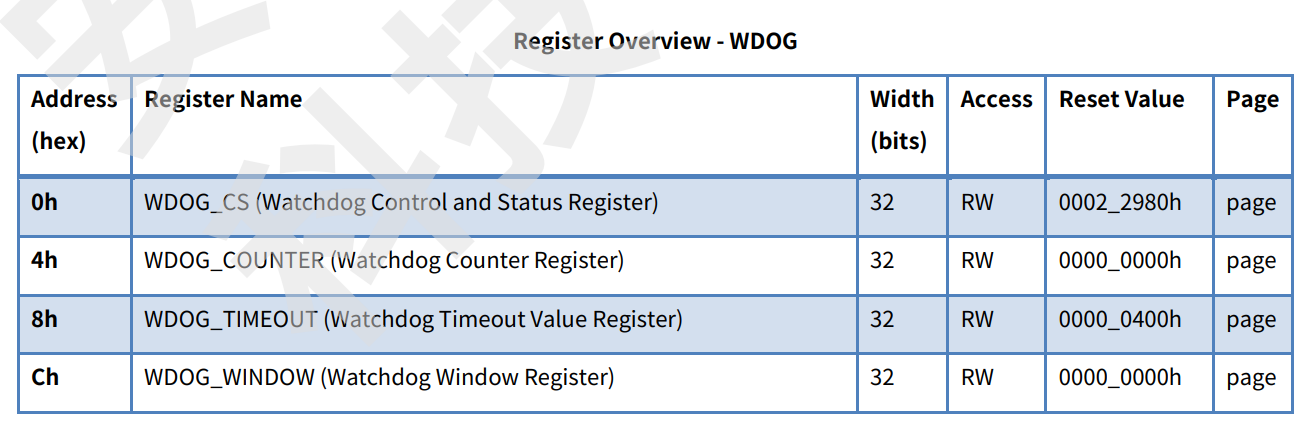 Register Overview - WDOG
Address (hex) Register Name Width (bits) Access Reset Value Page
0h WDOG_CS (Watchdog Control and Status Register) 32 RW 0002_2980h page
4h WDOG_COUNTER (Watchdog Counter Register) 32 RW 0000_0000h page
8h WDOG_TIMEOUT (Watchdog Timeout Value Register) 32 RW 0000_0400h page
Ch WDOG_WINDOW (Watchdog Window Register) 32 RW 0000_0000h page
科技